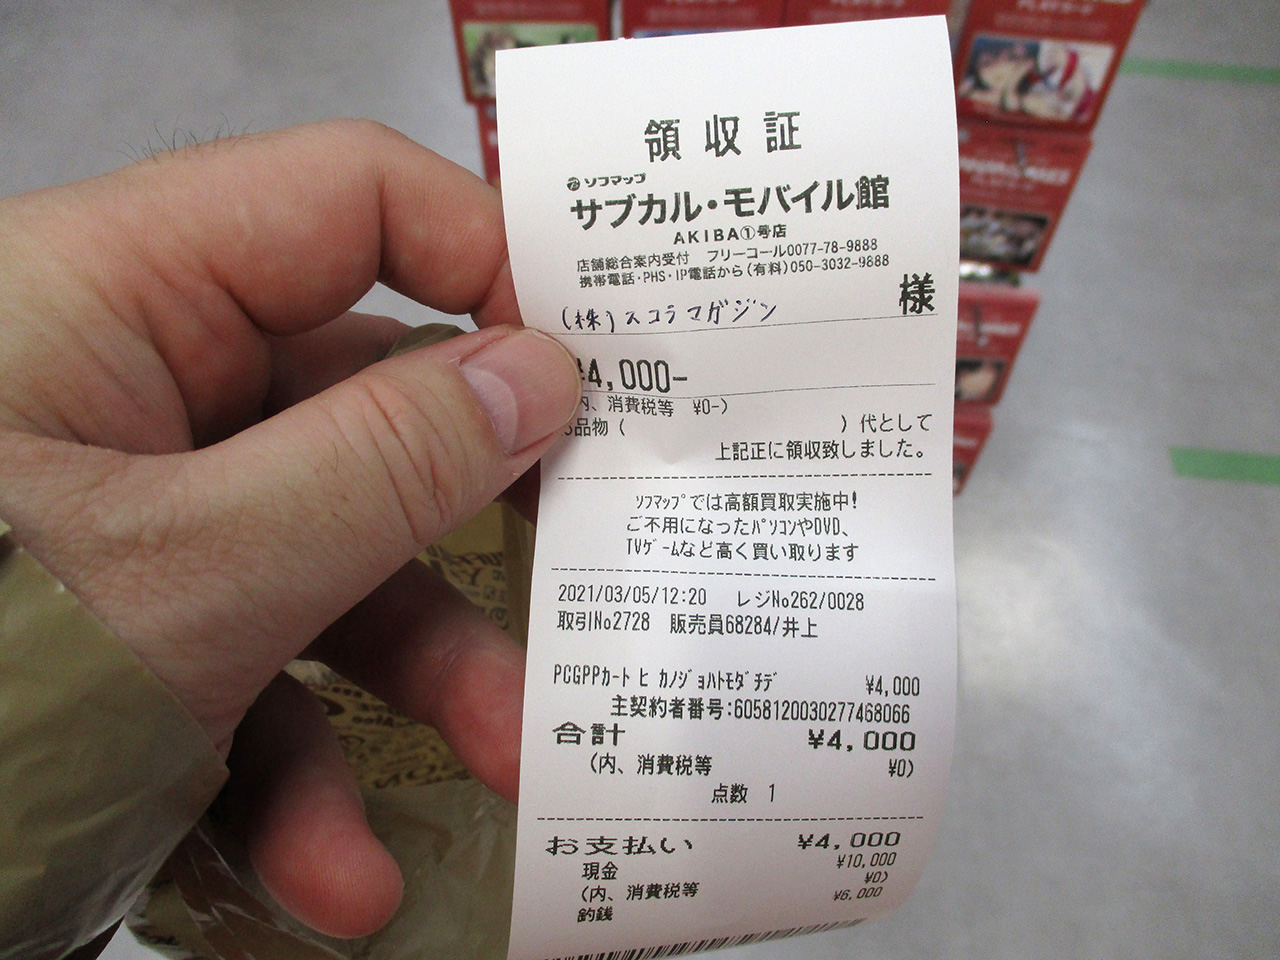 領収証
ソフマップ
サブカル・モバイル館
AKIBA①号店
店舗総合案内受付 フリーコール0077-78-9888
携帯電話・PHS・IP電話から(有料)050-3032-9888
(株)スコラマガジン 様
¥4,000-
内、消費税等 ¥0-)
品物( )代として
上記正に領収致しました。
ソフマップでは高額買取実施中!
ご不用になったパソコンやDVD、
TVゲームなど高く買い取ります
2021/03/05/12:20 レジNo262/0028
取引No2728 販売員68284/井上
PCGPPカート ヒ カノジョハトモダチデ ¥4,000
主契約者番号:6058120030277468066
合計 ¥4,000
(内、消費税等 ¥0)
点数 1
お支払い ¥4,000
現金 ¥10,000
(内、消費税等 ¥0)
釣銭 ¥6,000